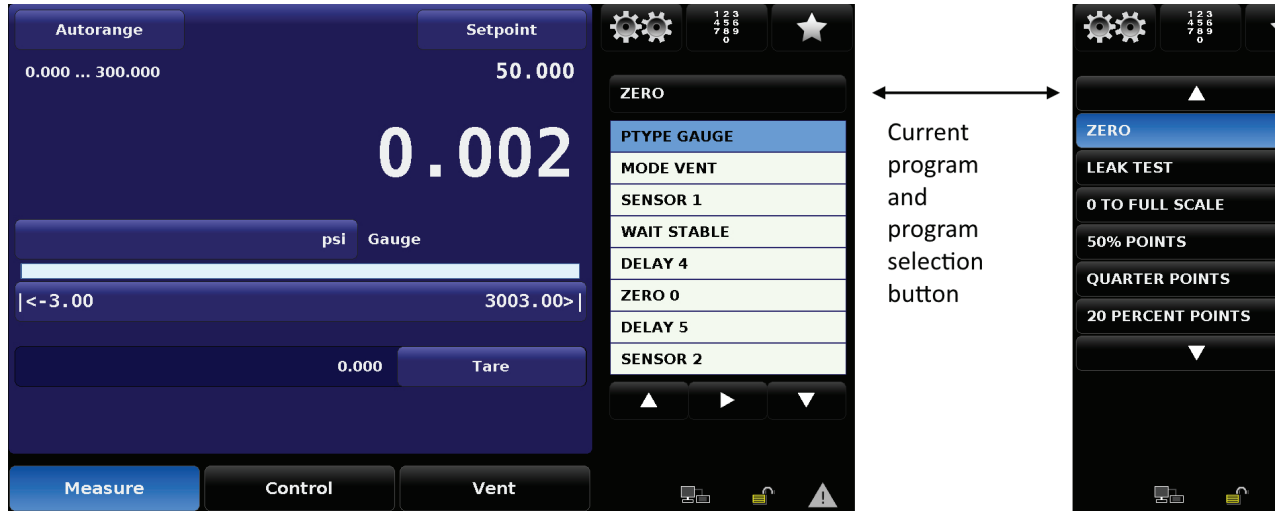 Autorange
Setpoint
0.000 ... 300.000
50.000
0.002
psi Gauge
|<-3.00
3003.00>|
0.000
Tare
Measure
Control
Vent
1 2 3
4 5 6
7 8 9
0
ZERO
PTYPE GAUGE
MODE VENT
SENSOR 1
WAIT STABLE
DELAY 4
ZERO 0
DELAY 5
SENSOR 2
Current
program
and
program
selection
button
1 2 3
4 5 6
7 8 9
0
ZERO
LEAK TEST
0 TO FULL SCALE
50% POINTS
QUARTER POINTS
20 PERCENT POINTS